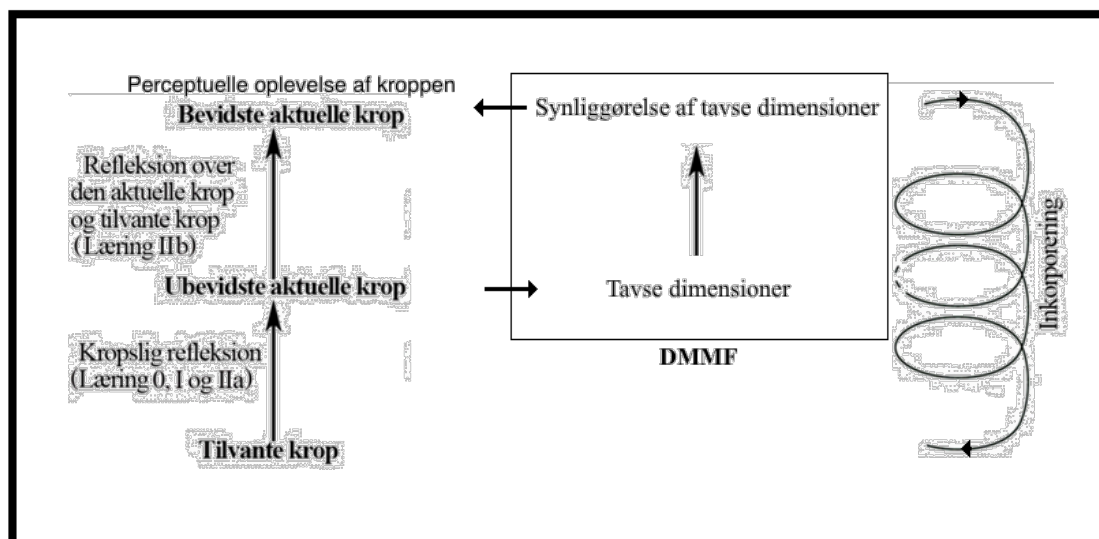 Perceptuelle oplevelse af kroppen
Bevidste aktuelle krop
Refleksion over
den aktuelle krop
og tilvante krop
(Læring IIb)
Ubevidste aktuelle krop
Kropslig refleksion
(Læring 0, I og IIa)
Tilvante krop
Synliggørelse af tavse dimensioner
Tavse dimensioner
DMMF
Inkorporering